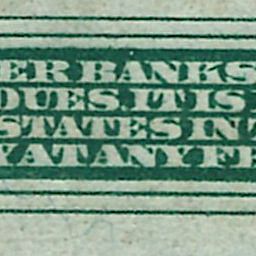 ER BANKS
DUES. IT IS
STATES IN
Y AT ANY FE